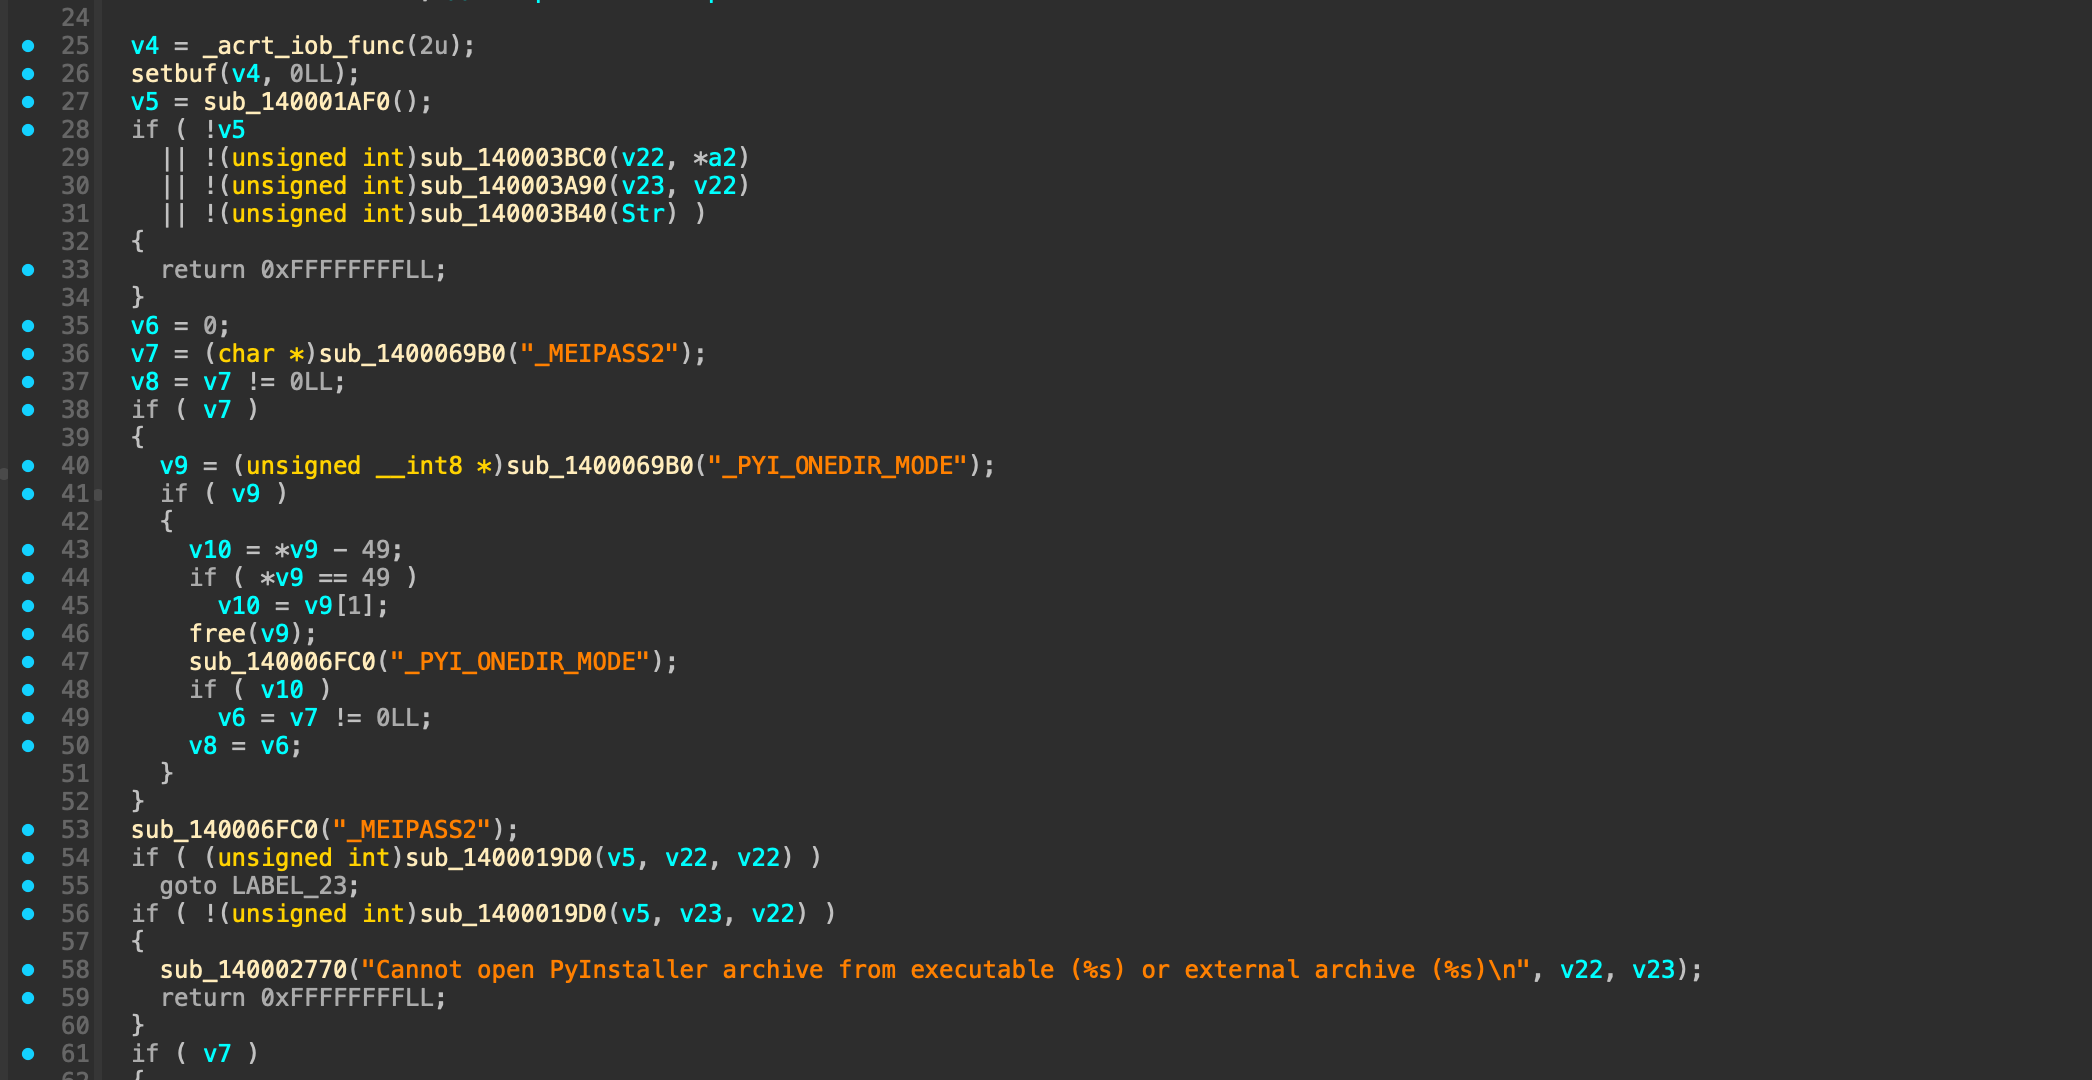 24
25 v4 = _acrt_iob_func(2u);
26 setbuf(v4, 0LL);
27 v5 = sub_140001AF0();
28 if ( !v5
29 || !(unsigned int)sub_140003BC0(v22, *a2)
30 || !(unsigned int)sub_140003A90(v23, v22)
31 || !(unsigned int)sub_140003B40(Str) )
32 {
33 return 0xFFFFFFFFLL;
34 }
35 v6 = 0;
36 v7 = (char *)sub_1400069B0("_MEIPASS2");
37 v8 = v7 != 0LL;
38 if ( v7 )
39 {
40 v9 = (unsigned __int8 *)sub_1400069B0("_PYI_ONEDIR_MODE");
41 if ( v9 )
42 {
43 v10 = *v9 - 49;
44 if ( *v9 == 49 )
45 v10 = v9[1];
46 free(v9);
47 sub_140006FC0("_PYI_ONEDIR_MODE");
48 if ( v10 )
49 v6 = v7 != 0LL;
50 v8 = v6;
51 }
52 }
53 sub_140006FC0("_MEIPASS2");
54 if ( (unsigned int)sub_1400019D0(v5, v22, v22) )
55 goto LABEL_23;
56 if ( !(unsigned int)sub_1400019D0(v5, v23, v22) )
57 {
58 sub_140002770("Cannot open PyInstaller archive from executable (%s) or external archive (%s)\n", v22, v23);
59 return 0xFFFFFFFFLL;
60 }
61 if ( v7 )
62 {